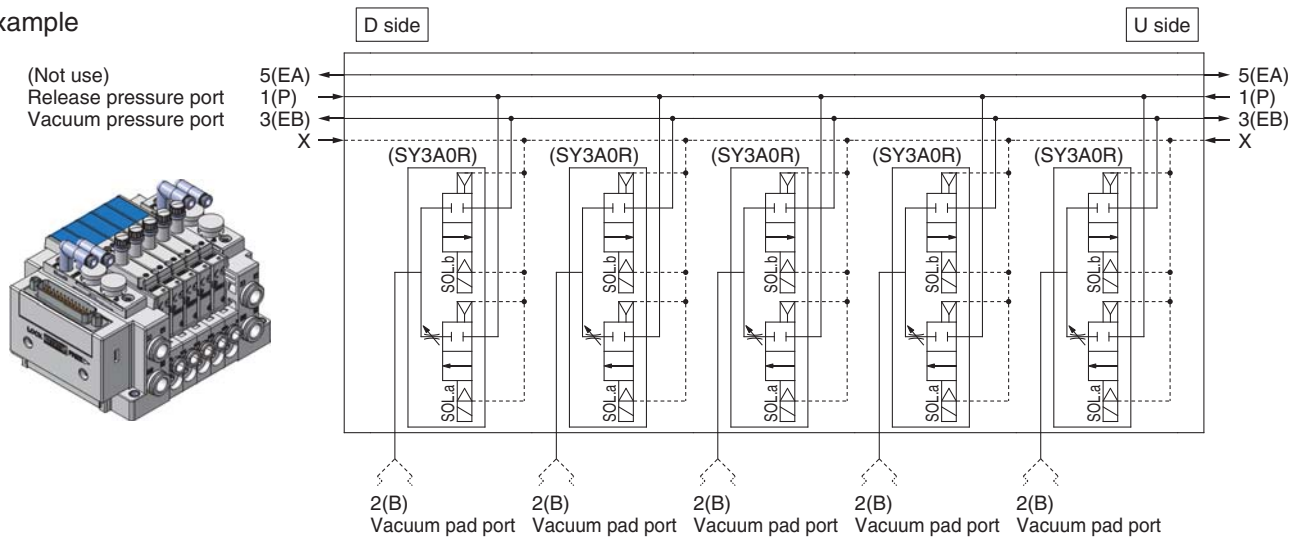 xample
D side
U side
(Not use) 5(EA)
Release pressure port 1(P)
Vacuum pressure port 3(EB)
X
5(EA)
1(P)
3(EB)
X
(SY3A0R) (SY3A0R) (SY3A0R) (SY3A0R) (SY3A0R)
SOL.b SOL.b SOL.b SOL.b SOL.b
SOL.a SOL.a SOL.a SOL.a SOL.a
2(B) 2(B) 2(B) 2(B) 2(B)
Vacuum pad port Vacuum pad port Vacuum pad port Vacuum pad port Vacuum pad port